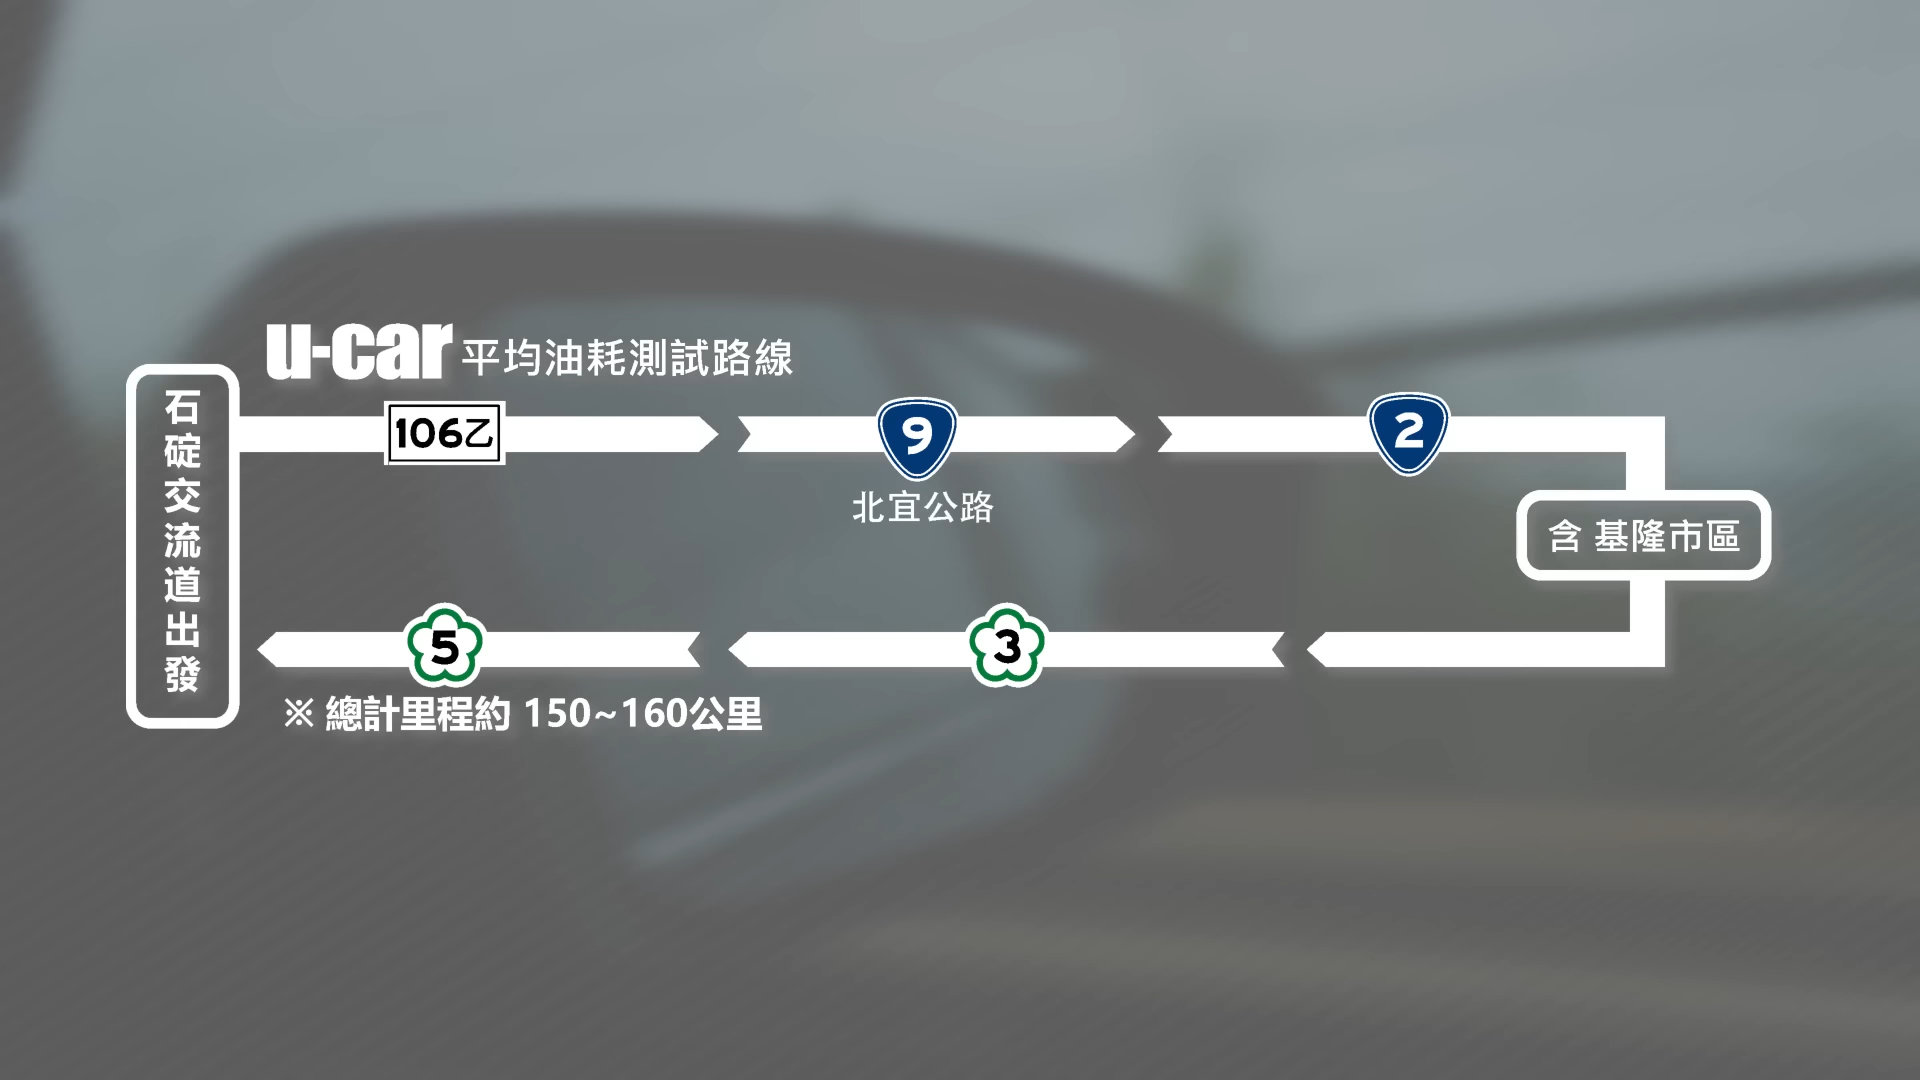 u-car 平均油耗測試路線
石碇交流道出發
106乙
9
北宜公路
2
含 基隆市區
3
5
※ 總計里程約 150~160公里